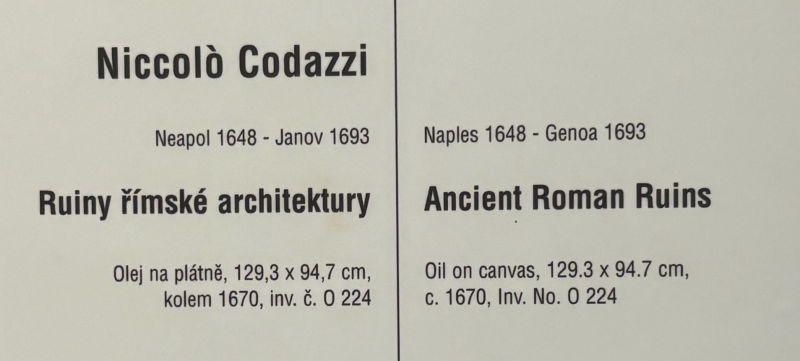 Niccolò Codazzi
Neapol 1648 - Janov 1693
Ruiny římské architektury
Olej na plátně, 129,3 x 94,7 cm,
kolem 1670, inv. č. O 224
Naples 1648 - Genoa 1693
Ancient Roman Ruins
Oil on canvas, 129.3 x 94.7 cm,
c. 1670, Inv. No. O 224